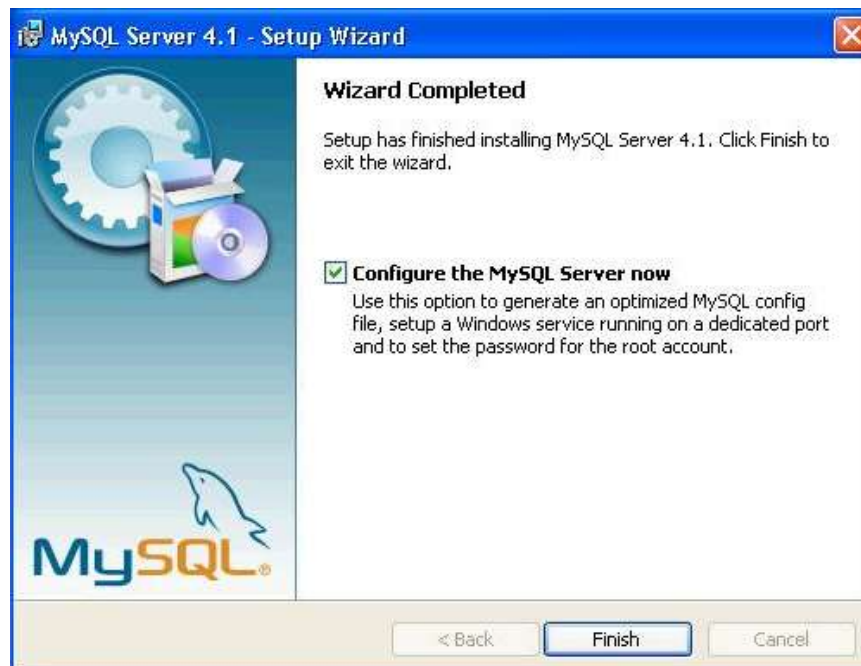 MySQL Server 4.1 - Setup Wizard
Wizard Completed
Setup has finished installing MySQL Server 4.1. Click Finish to
exit the wizard.
Configure the MySQL Server now
Use this option to generate an optimized MySQL config
file, setup a Windows service running on a dedicated port
and to set the password for the root account.
MySQL®
< Back
Finish
Cancel